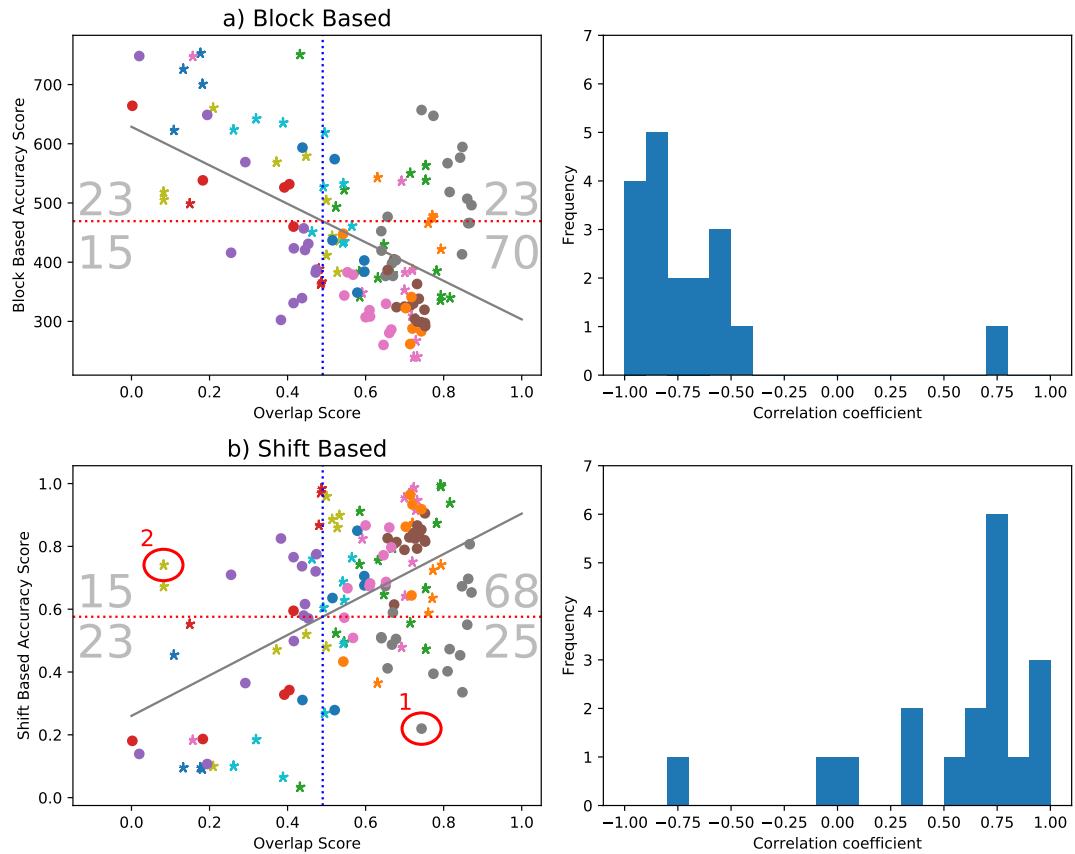 a) Block Based
Block Based Accuracy Score
700
600
500
400
300
23
23
15
70
0.0 0.2 0.4 0.6 0.8 1.0
Overlap Score
Frequency
7
6
5
4
3
2
1
0
−1.00 −0.75 −0.50 −0.25 0.00 0.25 0.50 0.75 1.00
Correlation coefficient
b) Shift Based
Shift Based Accuracy Score
1.0
0.8
0.6
0.4
0.2
0.0
2
15
68
23
25
1
0.0 0.2 0.4 0.6 0.8 1.0
Overlap Score
Frequency
7
6
5
4
3
2
1
0
−1.00 −0.75 −0.50 −0.25 0.00 0.25 0.50 0.75 1.00
Correlation coefficient